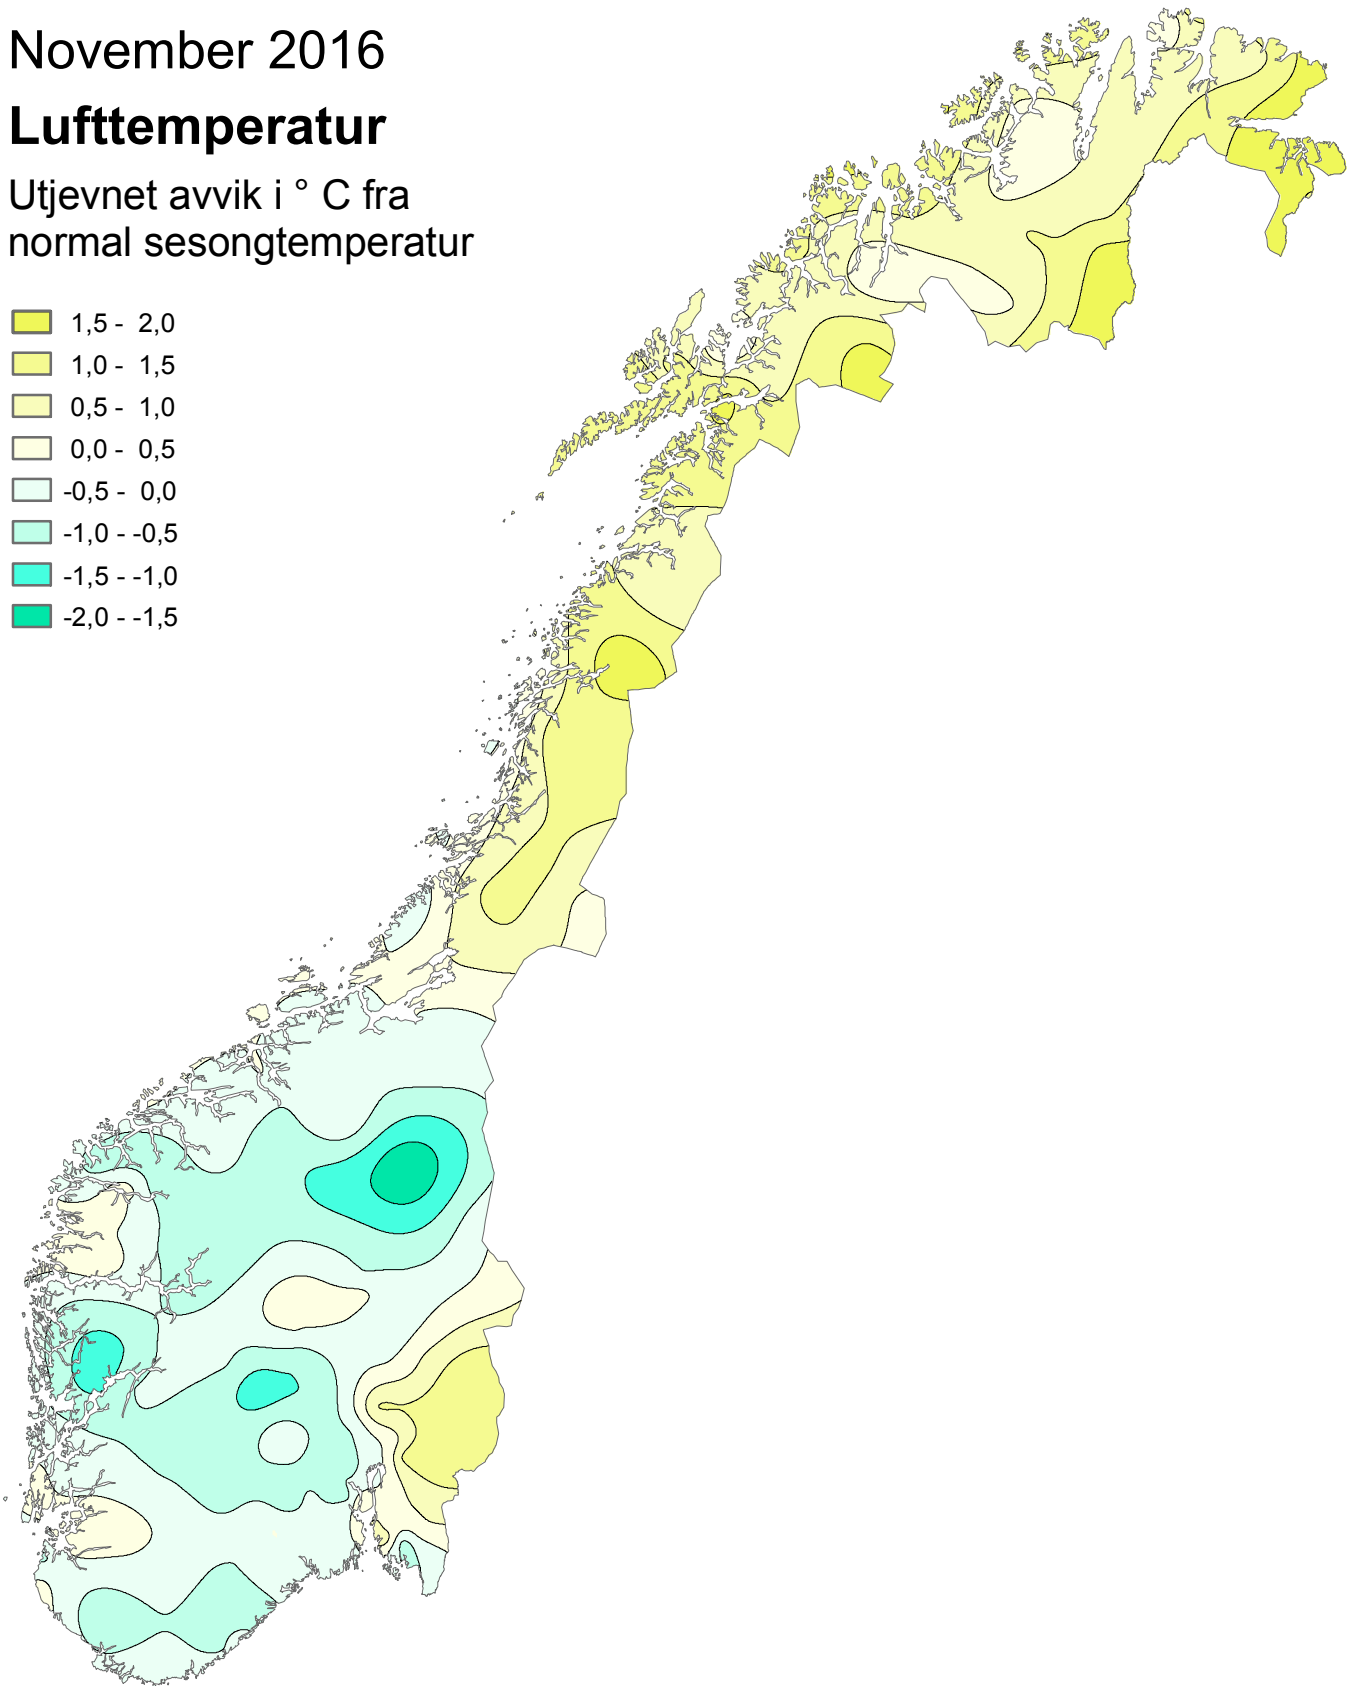 November 2016
Lufttemperatur
Utjevnet avvik i ° C fra
normal sesongtemperatur
1,5 - 2,0
1,0 - 1,5
0,5 - 1,0
0,0 - 0,5
-0,5 - 0,0
-1,0 - -0,5
-1,5 - -1,0
-2,0 - -1,5